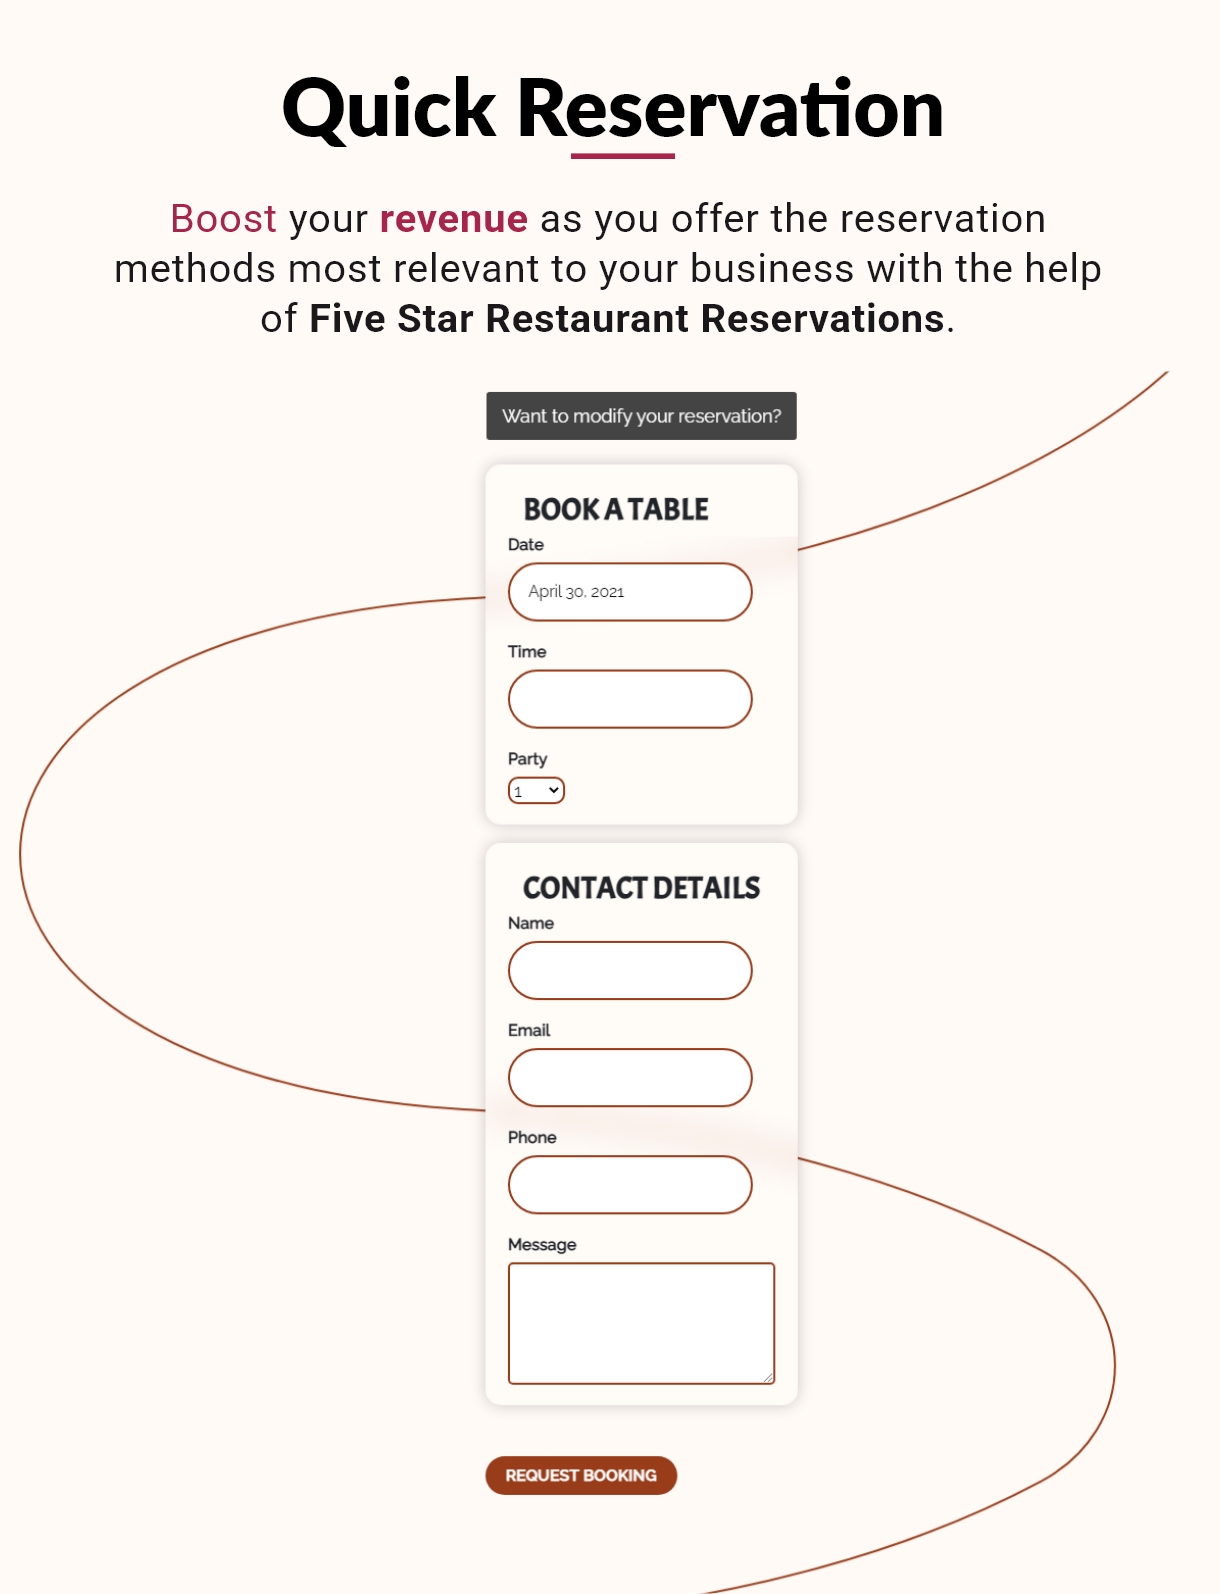 Quick Reservation
Boost your revenue as you offer the reservation
methods most relevant to your business with the help
of Five Star Restaurant Reservations.
Want to modify your reservation?
BOOK A TABLE
Date
April 30, 2021
Time
Party
1
CONTACT DETAILS
Name
Email
Phone
Message
REQUEST BOOKING